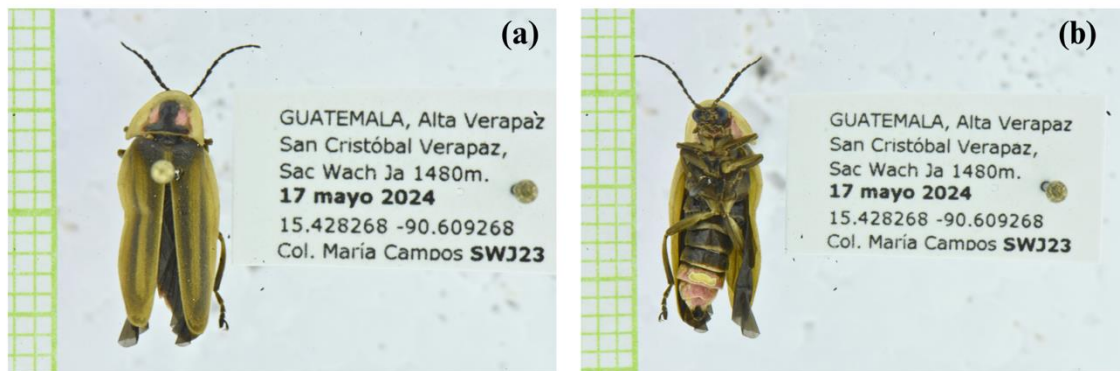 (a)
GUATEMALA, Alta Verapaz
San Cristóbal Verapaz,
Sac Wach Ja 1480m.
17 mayo 2024
15.428268 -90.609268
Col. María Campos SWJ23
(b)
GUATEMALA, Alta Verapaz
San Cristóbal Verapaz,
Sac Wach Ja 1480m.
17 mayo 2024
15.428268 -90.609268
Col. María Campos SWJ23